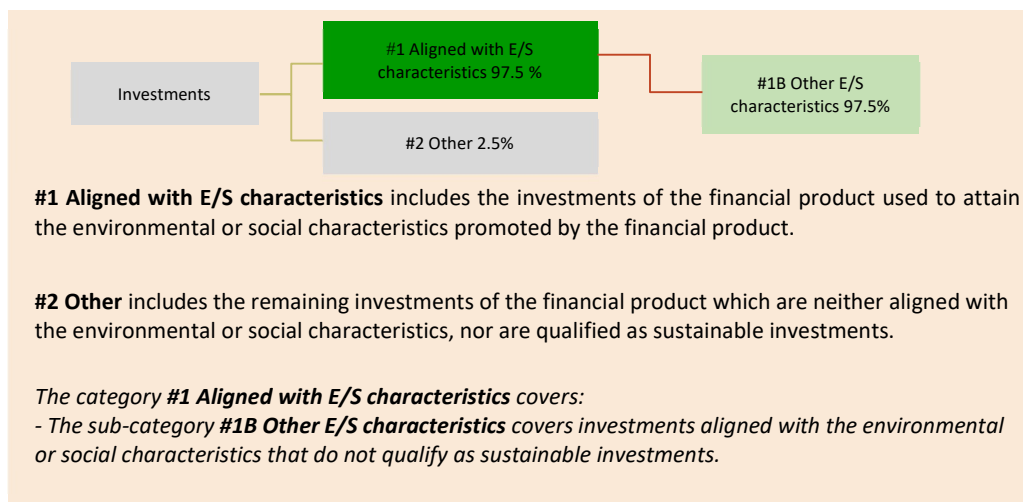 #1 Aligned with E/S
characteristics 97.5 %
#1B Other E/S
characteristics 97.5%
Investments
#2 Other 2.5%
#1 Aligned with E/S characteristics includes the investments of the financial product used to attain
the environmental or social characteristics promoted by the financial product.
#2 Other includes the remaining investments of the financial product which are neither aligned with
the environmental or social characteristics, nor are qualified as sustainable investments.
The category #1 Aligned with E/S characteristics covers:
- The sub-category #1B Other E/S characteristics covers investments aligned with the environmental
or social characteristics that do not qualify as sustainable investments.